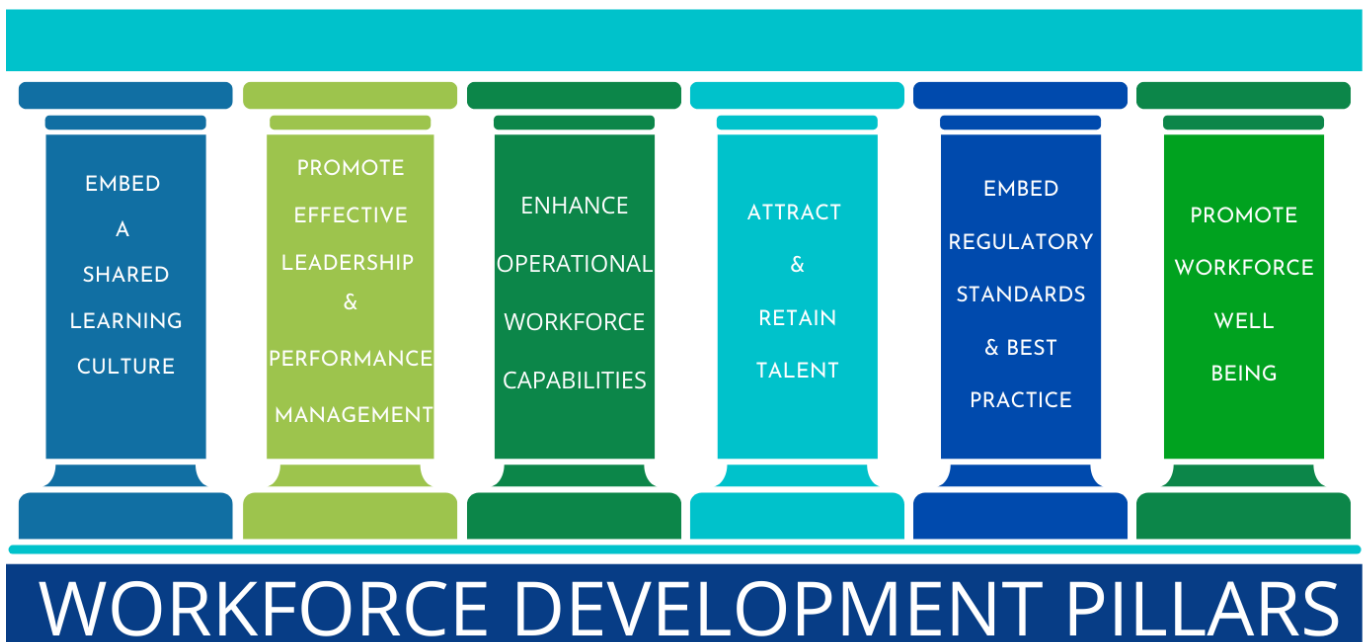 EMBED
A
SHARED
LEARNING
CULTURE
PROMOTE
EFFECTIVE
LEADERSHIP
&
PERFORMANCE
MANAGEMENT
ENHANCE
OPERATIONAL
WORKFORCE
CAPABILITIES
ATTRACT
&
RETAIN
TALENT
EMBED
REGULATORY
STANDARDS
& BEST
PRACTICE
PROMOTE
WORKFORCE
WELL
BEING
WORKFORCE DEVELOPMENT PILLARS